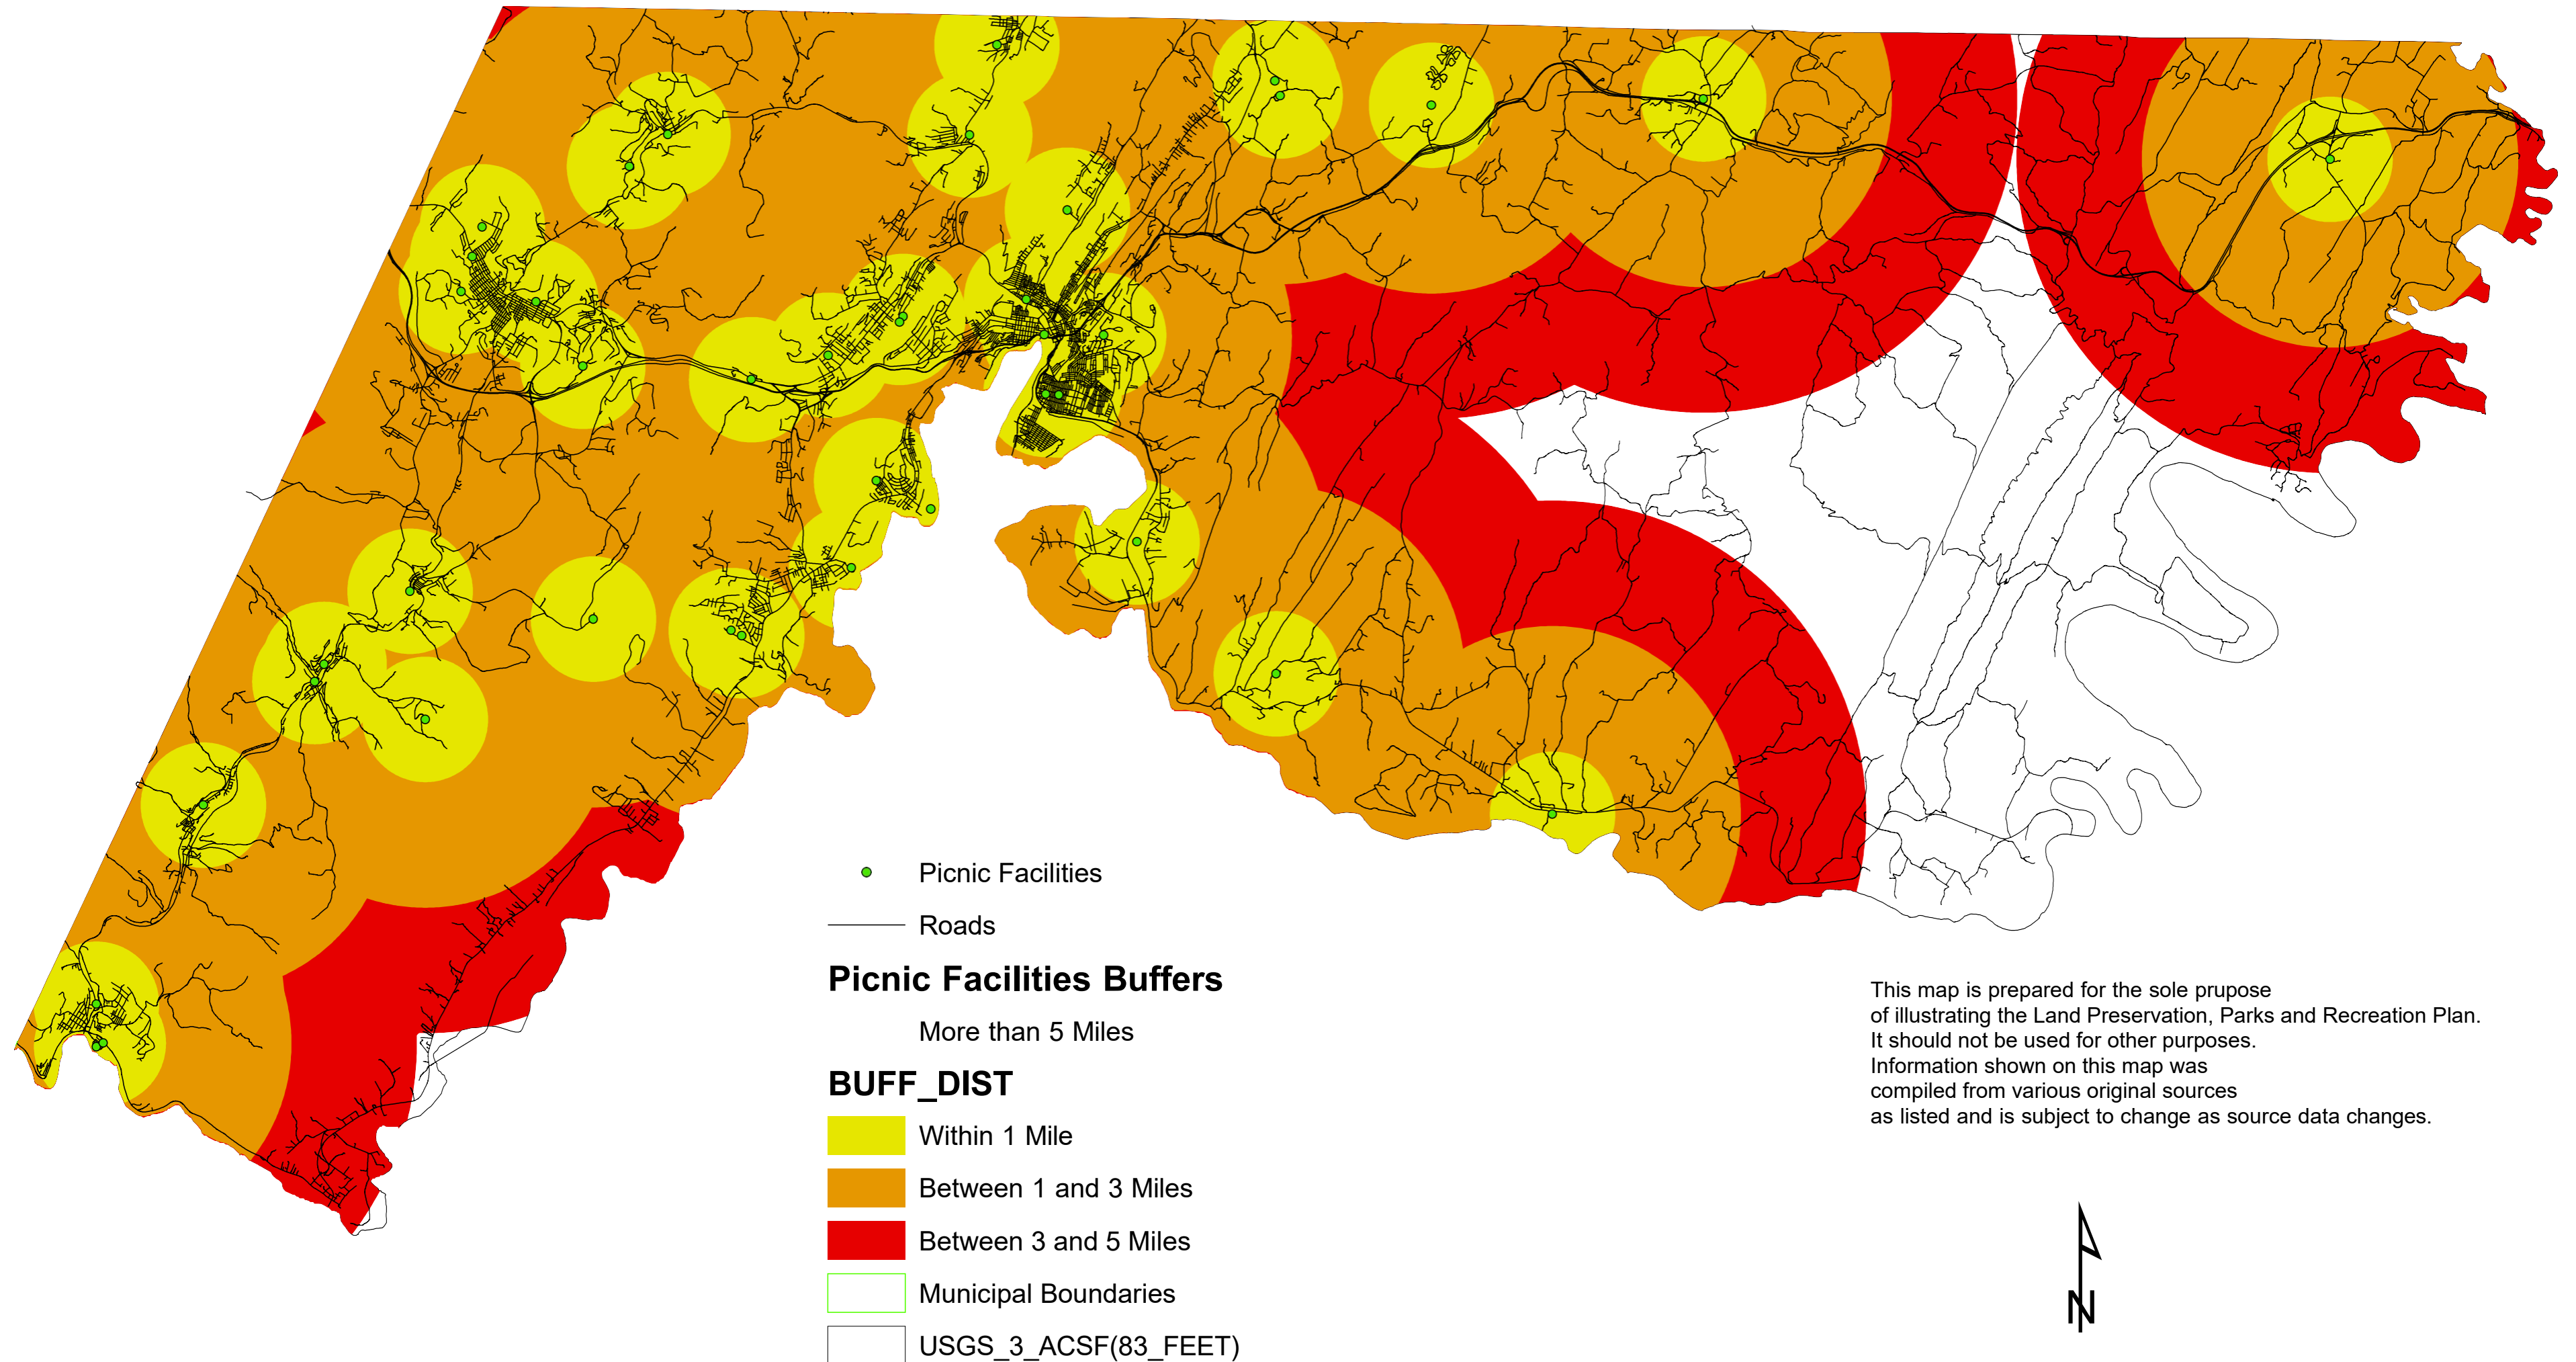 Picnic Facilities
Roads
Picnic Facilities Buffers
More than 5 Miles
BUFF_DIST
Within 1 Mile
Between 1 and 3 Miles
Between 3 and 5 Miles
Municipal Boundaries
USGS_3_ACSF(83_FEET)
This map is prepared for the sole prupose
of illustrating the Land Preservation, Parks and Recreation Plan.
It should not be used for other purposes.
Information shown on this map was
compiled from various original sources
as listed and is subject to change as source data changes.
N